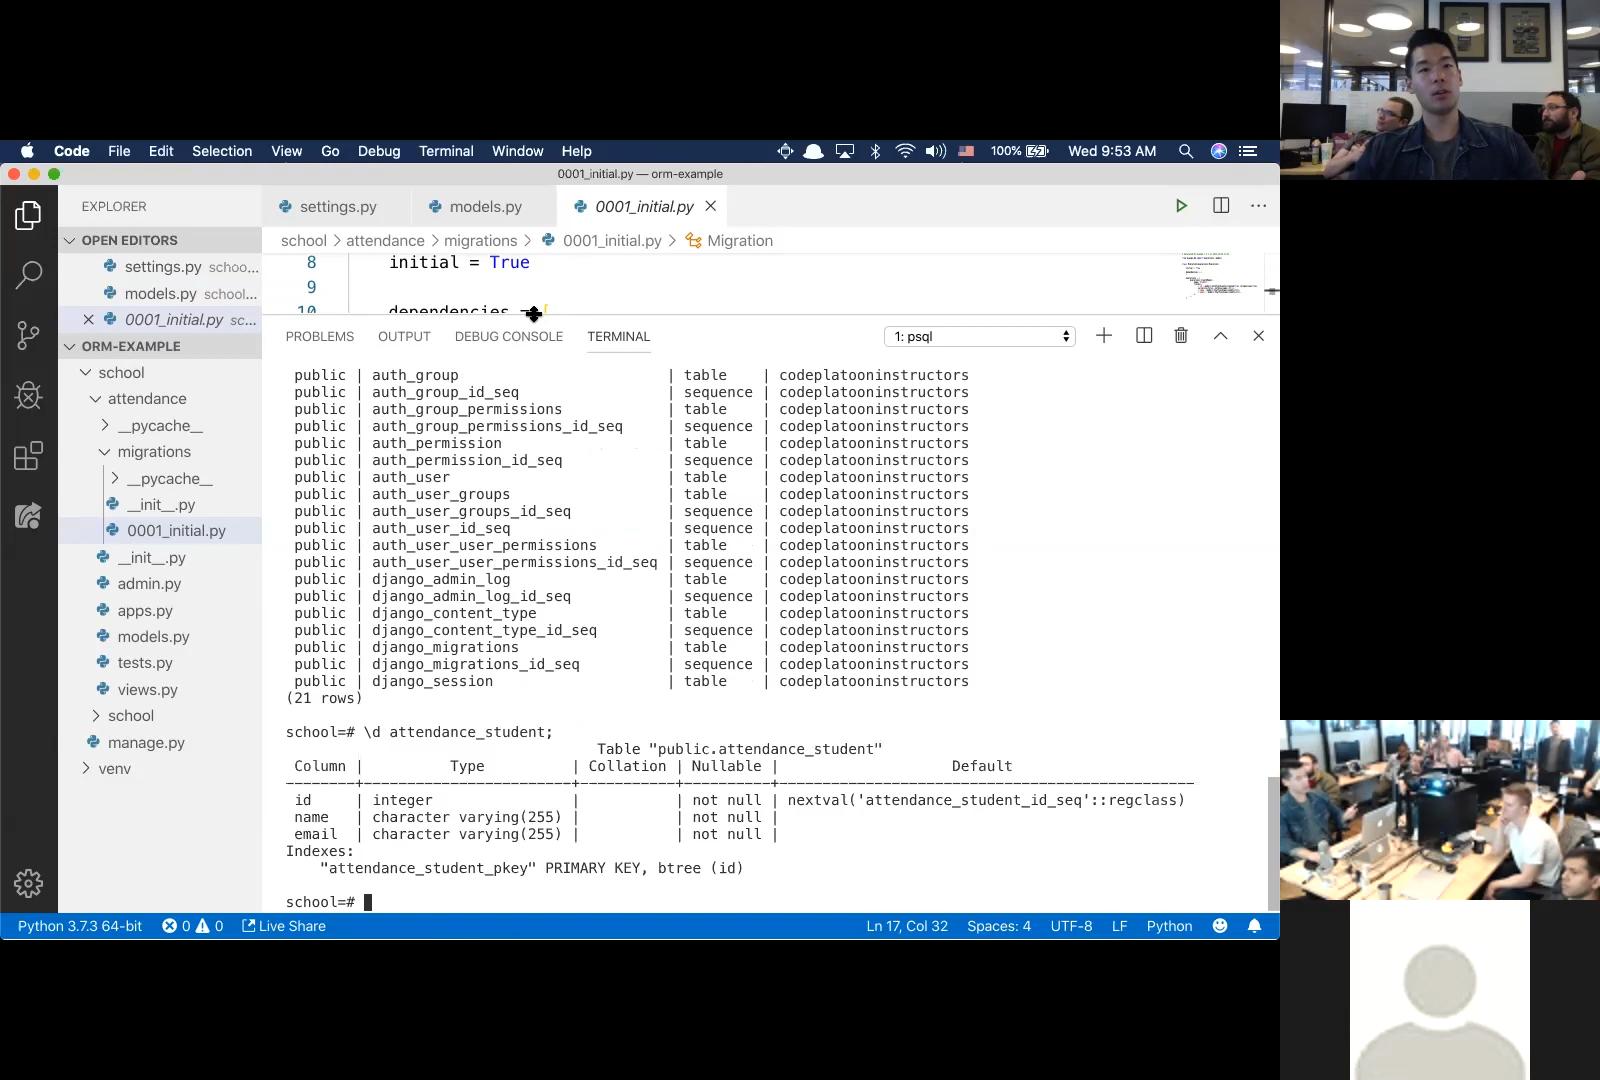 Code File Edit Selection View Go Debug Terminal Window Help 100% Wed 9:53 AM
0001_initial.py — orm-example
EXPLORER
settings.py models.py 0001_initial.py
OPEN EDITORS
school > attendance > migrations > 0001_initial.py > Migration
settings.py schoo...
models.py school...
0001_initial.py sc...
8 initial = True
9
10 dependencies = [
ORM-EXAMPLE
school
attendance
__pycache__
migrations
__pycache__
__init__.py
0001_initial.py
__init__.py
admin.py
apps.py
models.py
tests.py
views.py
school
manage.py
venv
PROBLEMS OUTPUT DEBUG CONSOLE TERMINAL 1: psql
public | auth_group | table | codeplatooninstructors
public | auth_group_id_seq | sequence | codeplatooninstructors
public | auth_group_permissions | table | codeplatooninstructors
public | auth_group_permissions_id_seq | sequence | codeplatooninstructors
public | auth_permission | table | codeplatooninstructors
public | auth_permission_id_seq | sequence | codeplatooninstructors
public | auth_user | table | codeplatooninstructors
public | auth_user_groups | table | codeplatooninstructors
public | auth_user_groups_id_seq | sequence | codeplatooninstructors
public | auth_user_id_seq | sequence | codeplatooninstructors
public | auth_user_user_permissions | table | codeplatooninstructors
public | auth_user_user_permissions_id_seq | sequence | codeplatooninstructors
public | django_admin_log | table | codeplatooninstructors
public | django_admin_log_id_seq | sequence | codeplatooninstructors
public | django_content_type | table | codeplatooninstructors
public | django_content_type_id_seq | sequence | codeplatooninstructors
public | django_migrations | table | codeplatooninstructors
public | django_migrations_id_seq | sequence | codeplatooninstructors
public | django_session | table | codeplatooninstructors
(21 rows)
school=# \d attendance_student;
Table "public.attendance_student"
Column | Type | Collation | Nullable | Default
--------+------------------------+-----------+----------+------------------------------------------------
id | integer | | not null | nextval('attendance_student_id_seq'::regclass)
name | character varying(255) | | not null |
email | character varying(255) | | not null |
Indexes:
"attendance_student_pkey" PRIMARY KEY, btree (id)
school=#
Python 3.7.3 64-bit 0 0 Live Share Ln 17, Col 32 Spaces: 4 UTF-8 LF Python